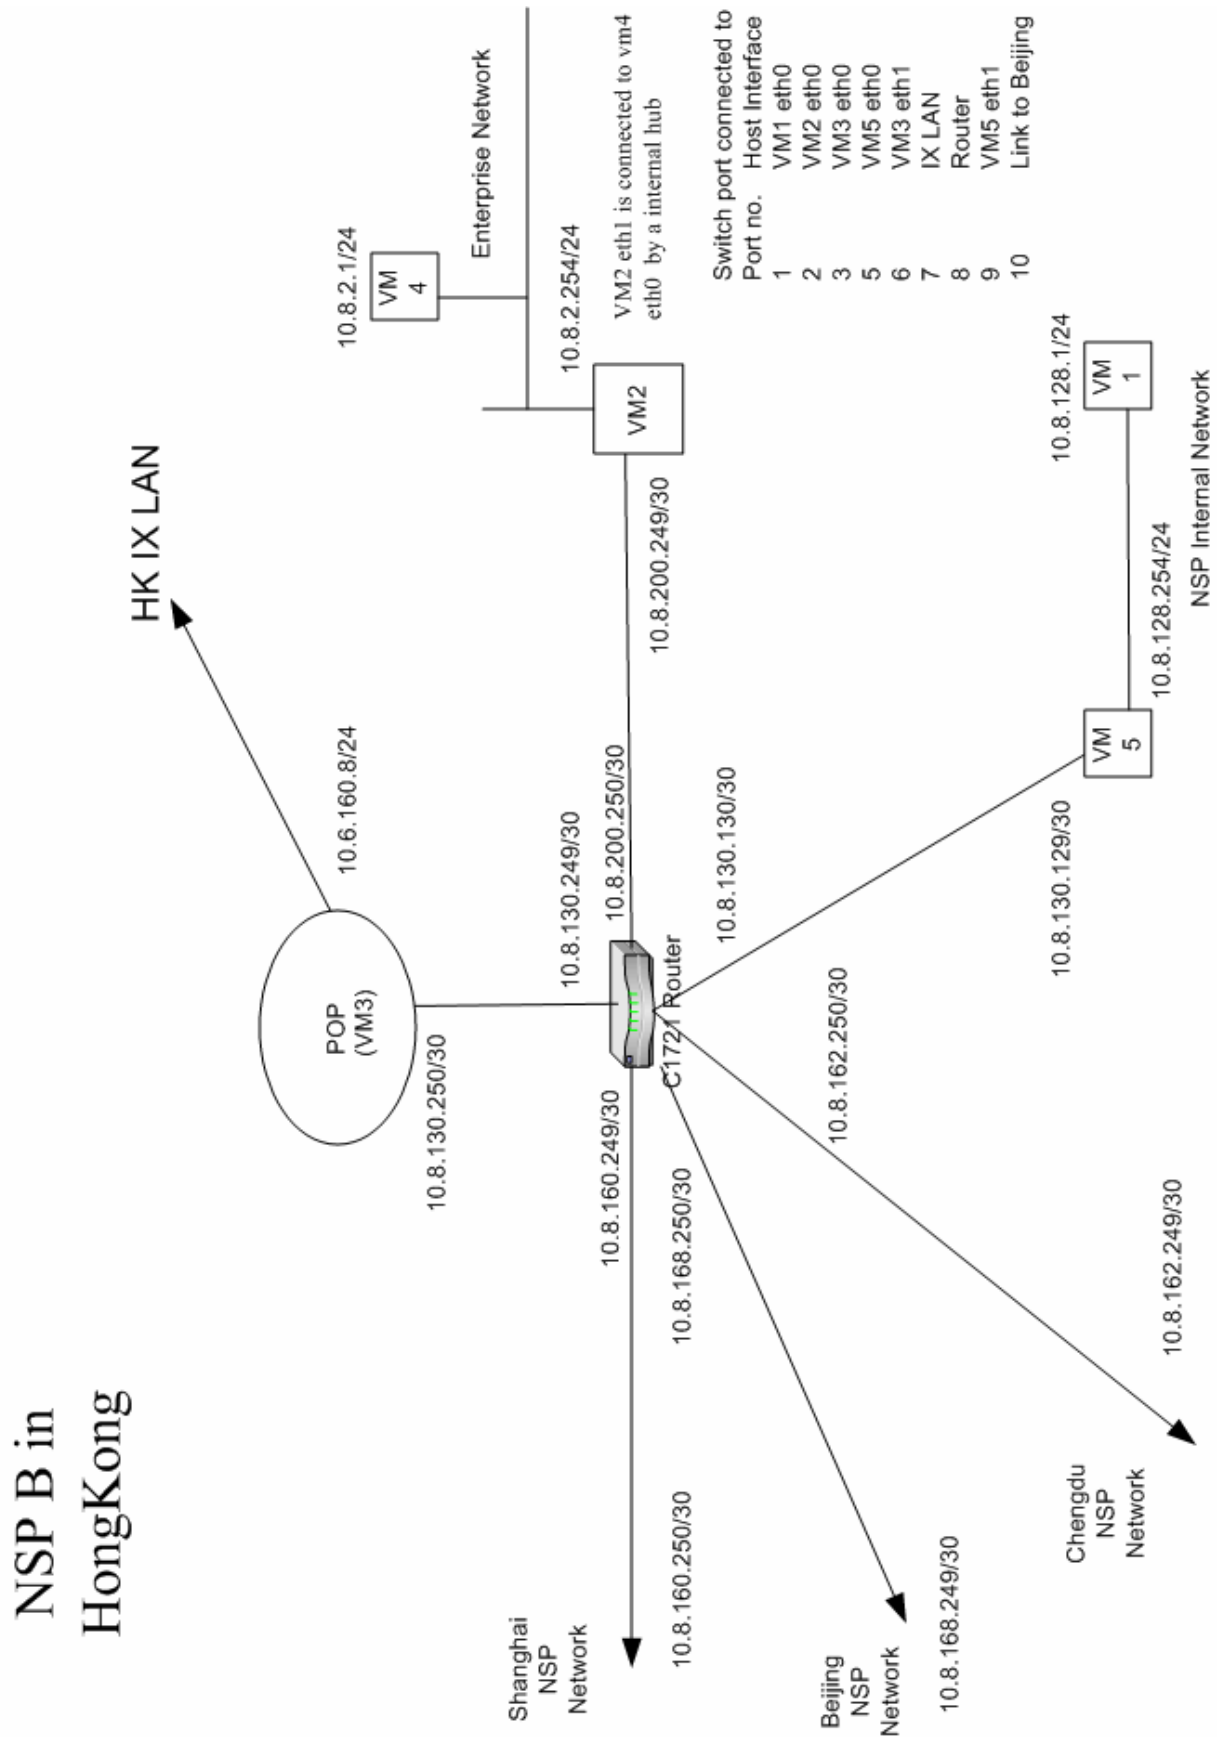 NSP B in
HongKong
HK IX LAN
10.8.2.1/24
VM
4
Enterprise Network
10.6.160.8/24
POP
(VM3)
10.8.130.250/30
10.8.2.254/24
VM2
VM2 eth1 is connected to vm4
eth0 by a internal hub
10.8.130.249/30
10.8.200.250/30
10.8.200.249/30
C1721 Router
10.8.160.249/30
Shanghai
NSP
Network
10.8.160.250/30
10.8.168.250/30
10.8.130.130/30
Switch port connected to
Port no. Host Interface
1 VM1 eth0
2 VM2 eth0
3 VM3 eth0
5 VM5 eth0
6 VM3 eth1
7 IX LAN
8 Router
9 VM5 eth1
10 Link to Beijing
Beijing
NSP
Network
10.8.168.249/30
10.8.162.250/30
10.8.130.129/30
VM
5
10.8.128.1/24
VM
1
10.8.128.254/24
NSP Internal Network
Chengdu
NSP
Network
10.8.162.249/30